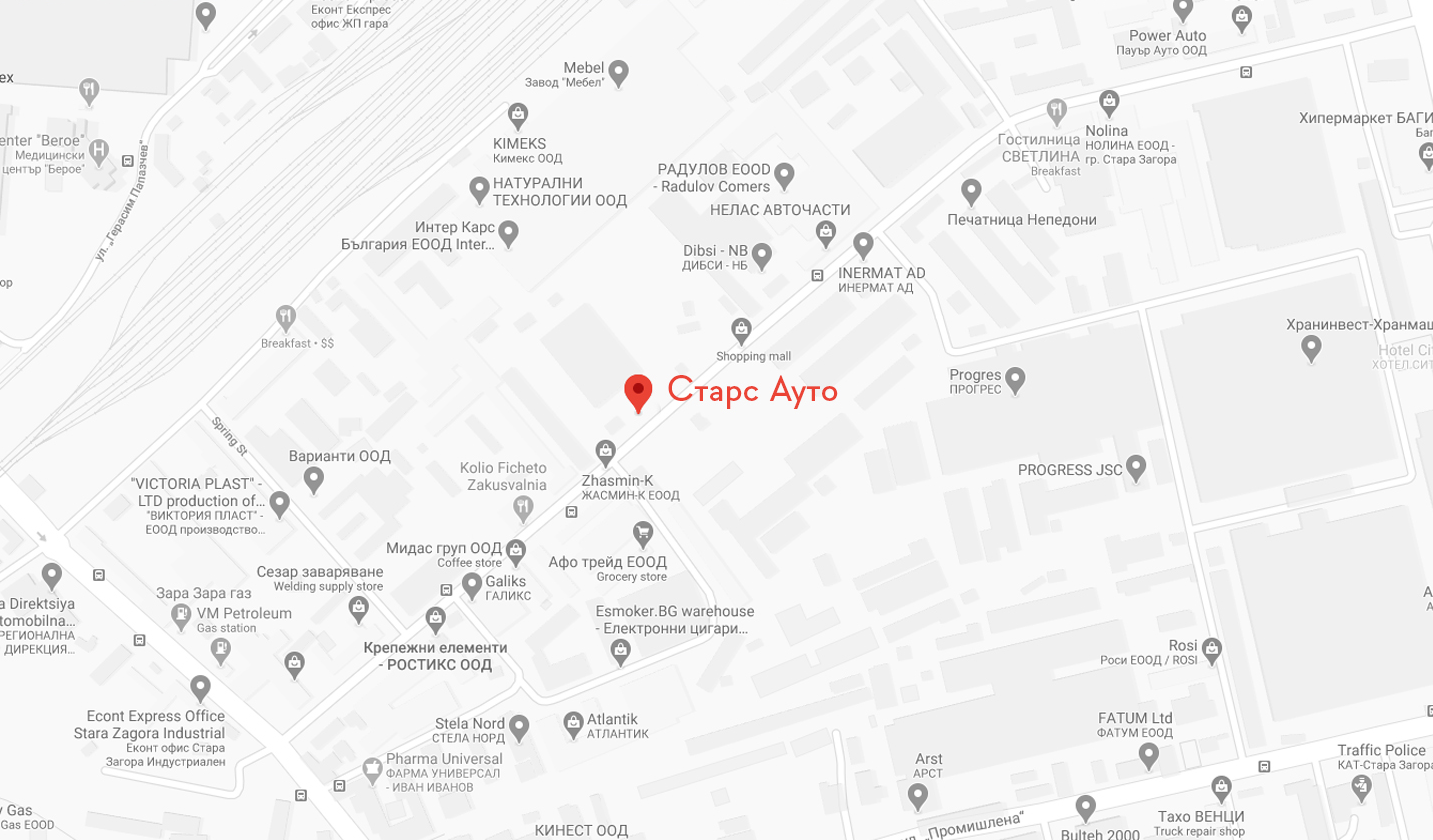 Еконт Експрес
офис ЖП гара
Power Auto
Пауър Ауто ООД
Mebel
Завод "Мебел"
ex
enter "Beroe"
Медицински
център "Берое"
KIMEKS
Кимекс ООД
Гостилница
СВЕТЛИНА
Breakfast
Nolina
НОЛИНА ЕООД -
гр. Стара Загора
Хипермаркет БАГИ
Баг
ул. „Герасим Папазчев“
НАТУРАЛНИ
ТЕХНОЛОГИИ ООД
РАДУЛОВ EOOD
- Radulov Comers
НЕЛАС АВТОЧАСТИ
Печатница Непедони
Интер Карс
България ЕООД Inter...
Dibsi - NB
ДИБСИ - НБ
INERMAT AD
ИНЕРМАТ АД
ор
Breakfast • $$
Shopping mall
Хранинвест-Хранмаш
Hotel Cit
ХОТЕЛ.СИТ
Старс Ауто
Progres
ПРОГРЕС
Spring St
Варианти ООД
Kolio Ficheto
Zakusvalnia
Zhasmin-K
ЖАСМИН-К ЕООД
PROGRESS JSC
"VICTORIA PLAST" -
LTD production of...
"ВИКТОРИЯ ПЛАСТ" -
ЕООД производство...
Мидас груп ООД
Coffee store
Афо трейд ЕООД
Grocery store
Сезар заваряване
Welding supply store
Galiks
ГАЛИКС
Зара Зара газ
VM Petroleum
Gas station
a Direktsiya
tomobilna...
РЕГИОНАЛНА
ДИРЕКЦИЯ...
Esmoker.BG warehouse
- Електронни цигари...
Крепежни елементи
- РОСТИКС ООД
Rosi
Роси ЕООД / ROSI
Econt Express Office
Stara Zagora Industrial
Еконт офис Стара
Загора Индустриален
Stela Nord
СТЕЛА НОРД
Atlantik
АТЛАНТИК
FATUM Ltd
ФАТУМ ЕООД
Pharma Universal
ФАРМА УНИВЕРСАЛ
- ИВАН ИВАНОВ
Arst
АРСТ
Traffic Police
КАТ-Стара Загора
y Gas
Gas EOOD
КИНЕСТ ООД
ул. „Промишлена“
Bulteh 2000
Тахо ВЕНЦИ
Truck repair shop